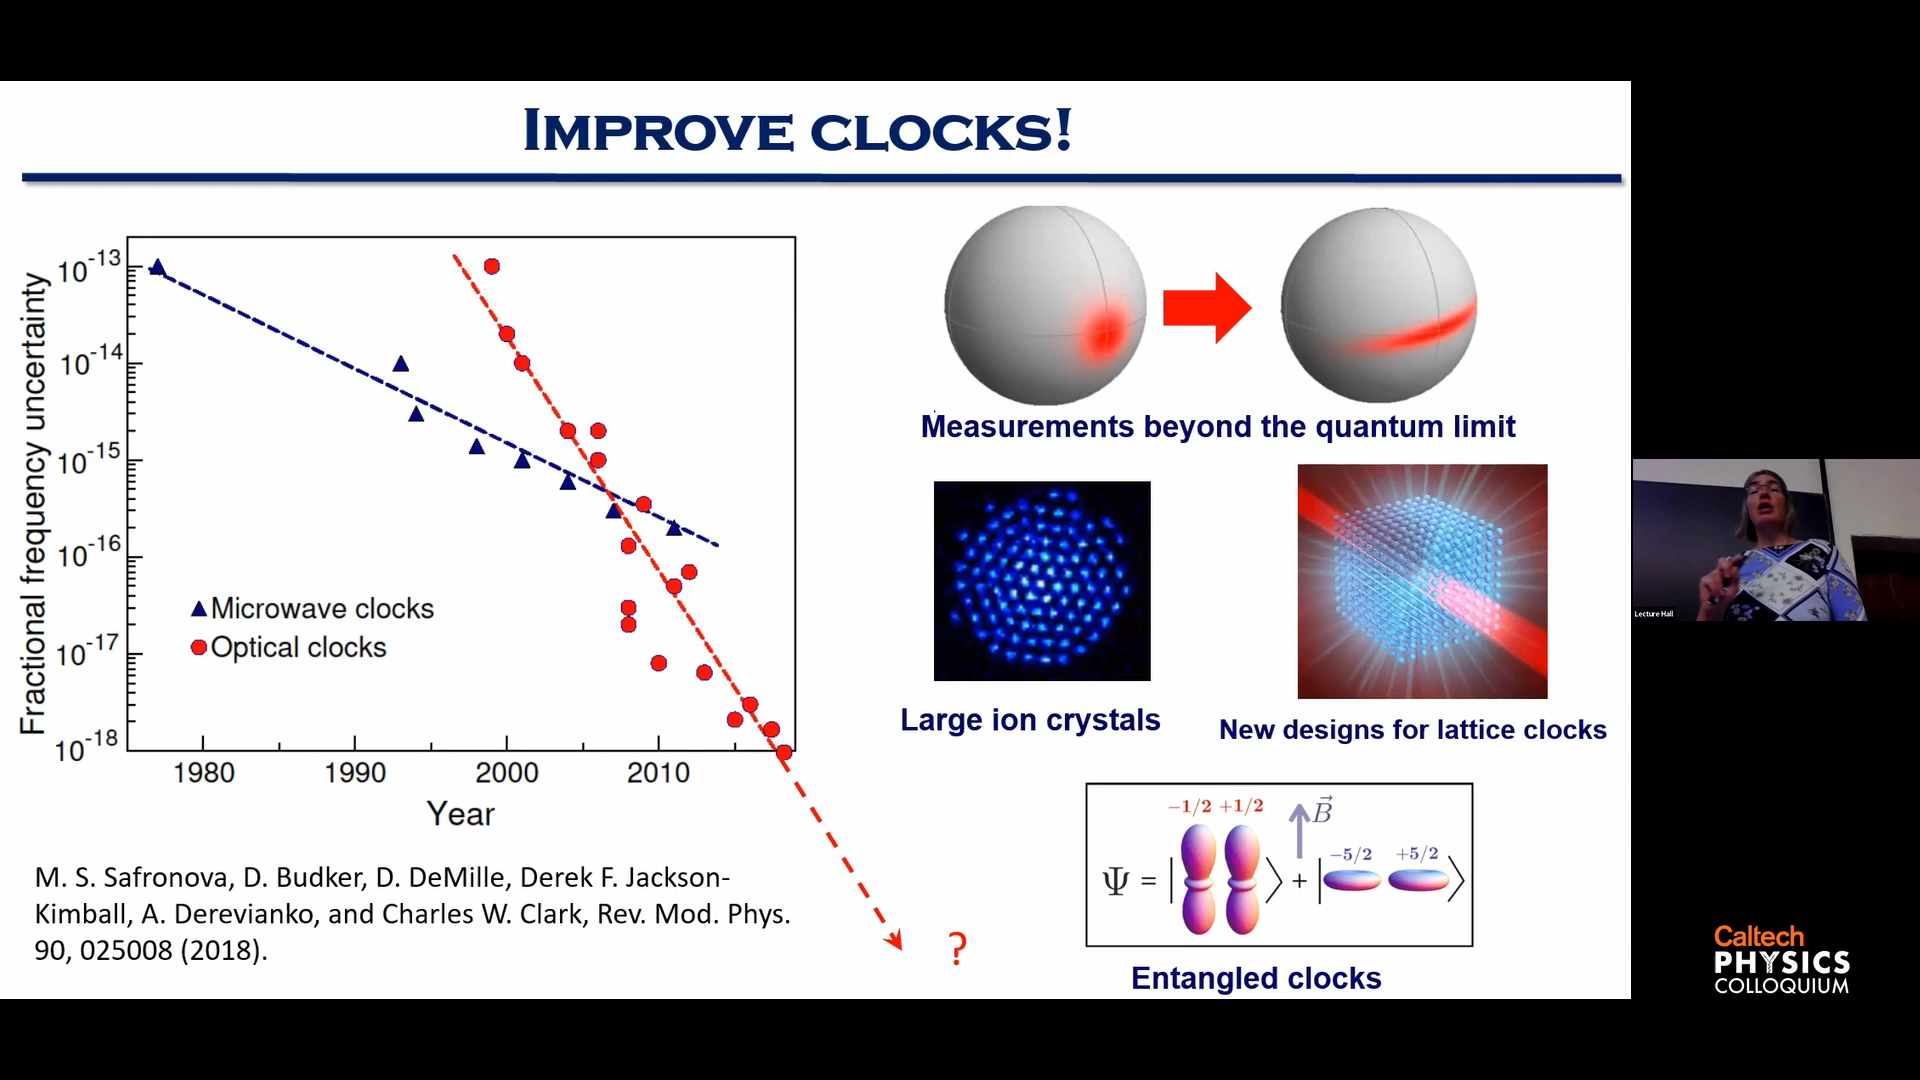 IMPROVE CLOCKS!
Fractional frequency uncertainty
10-13
10-14
10-15
10-16
10-17
10-18
Microwave clocks
Optical clocks
1980 1990 2000 2010
Year
M. S. Safronova, D. Budker, D. DeMille, Derek F. Jackson-
Kimball, A. Derevianko, and Charles W. Clark, Rev. Mod. Phys.
90, 025008 (2018).
?
Measurements beyond the quantum limit
Large ion crystals
New designs for lattice clocks
−1/2 +1/2 B⃗
−5/2 +5/2
Ψ = | ⟩ + | ⟩
Entangled clocks
Lecture Hall
Caltech
PHYSICS
COLLOQUIUM